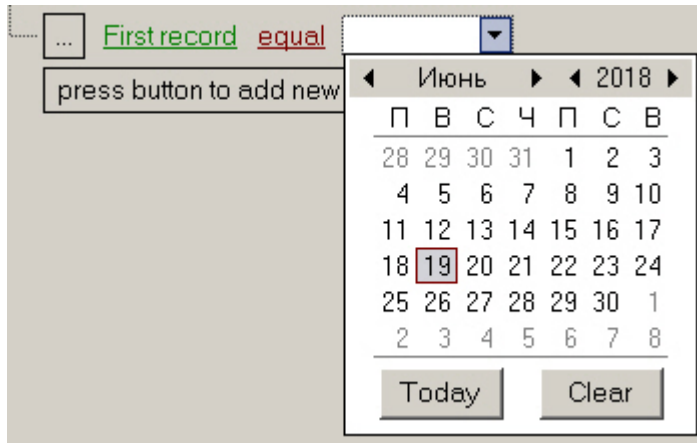 ... First record equal
press button to add new
Июнь 2018
П В С Ч П С В
28 29 30 31 1 2 3
4 5 6 7 8 9 10
11 12 13 14 15 16 17
18 19 20 21 22 23 24
25 26 27 28 29 30 1
2 3 4 5 6 7 8
Today Clear